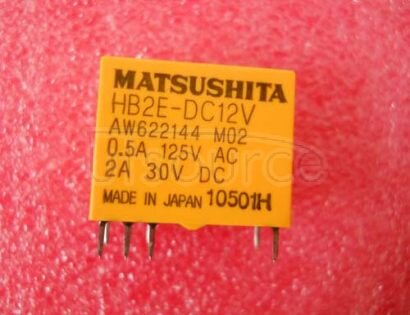 MATSUSHITA
HB2E-DC12V
AW622144 M02
0.5A 125V AC
2A 30V DC
MADE IN JAPAN 10501H